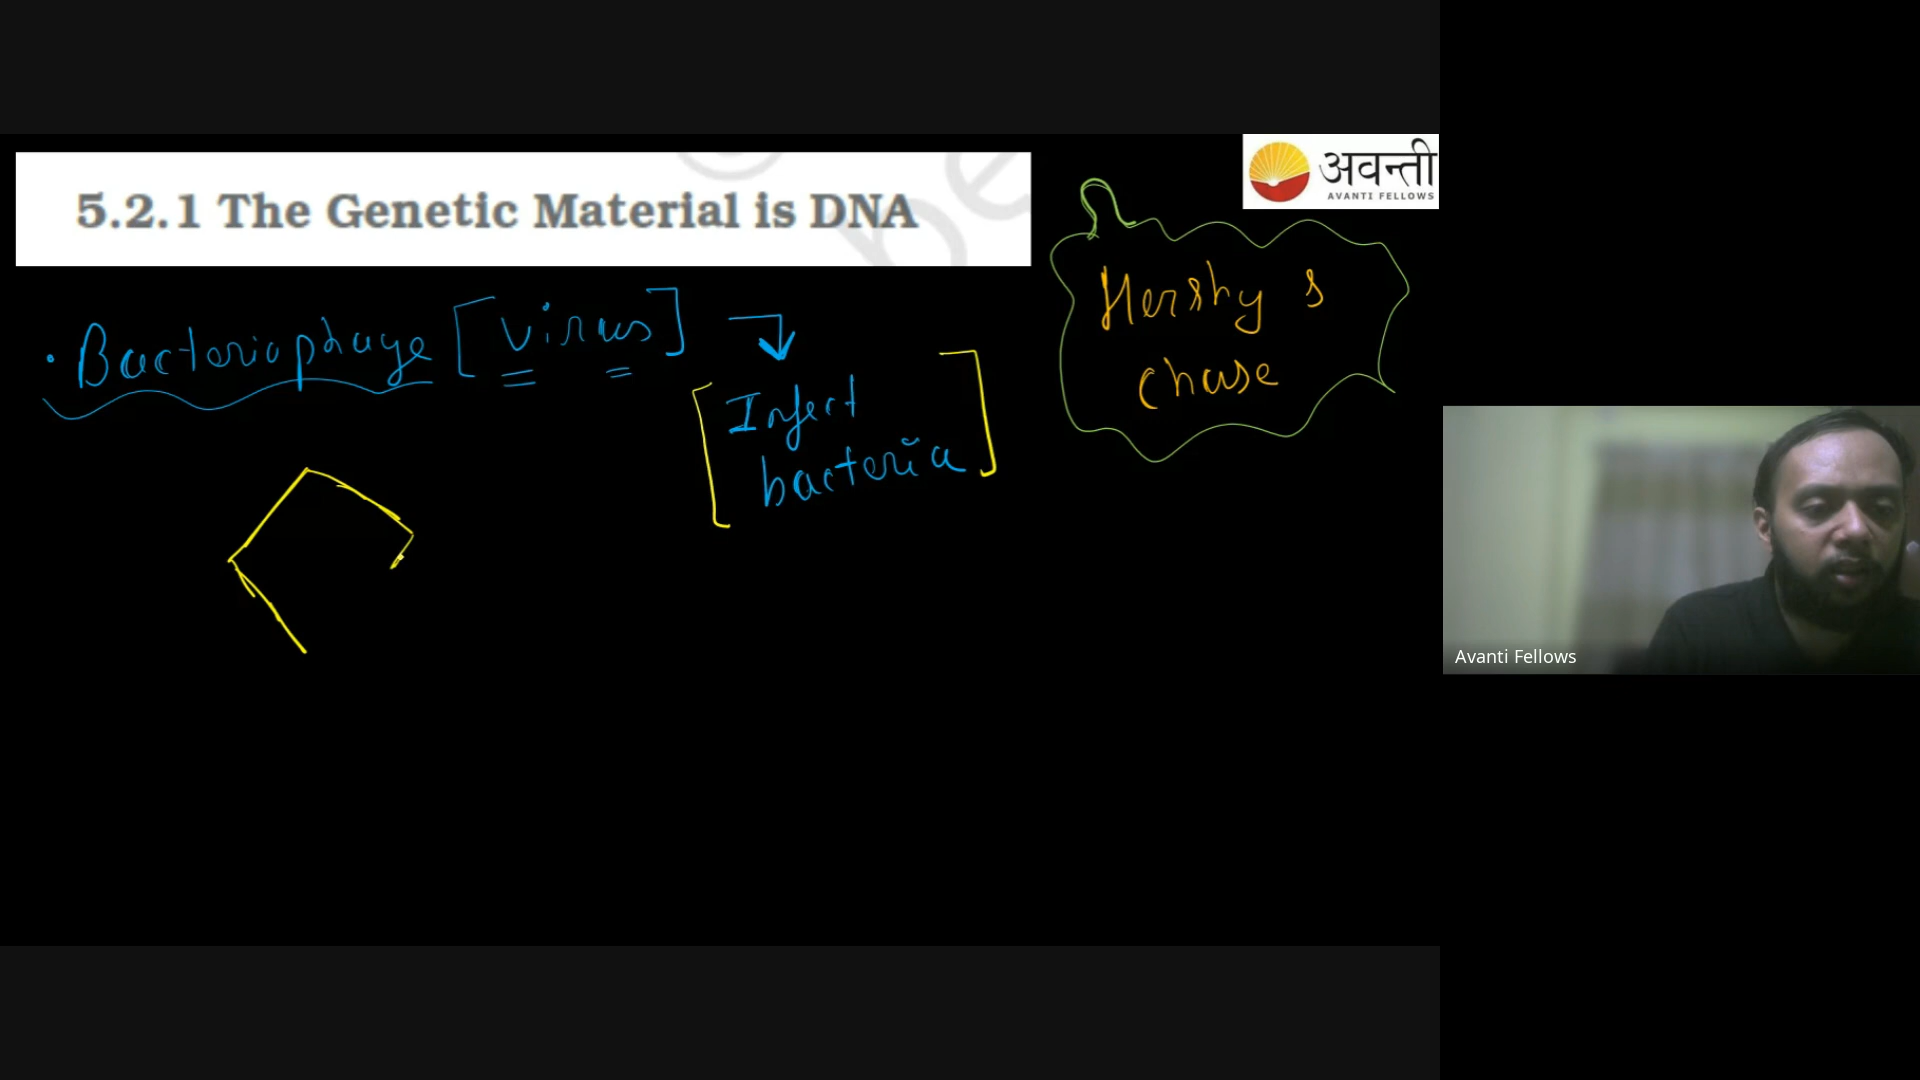 5.2.1 The Genetic Material is DNA
अवन्ती
AVANTI FELLOWS
Hershy s
chase
• Bacteriophage [Virus]
[Infect
bacteria]
Avanti Fellows